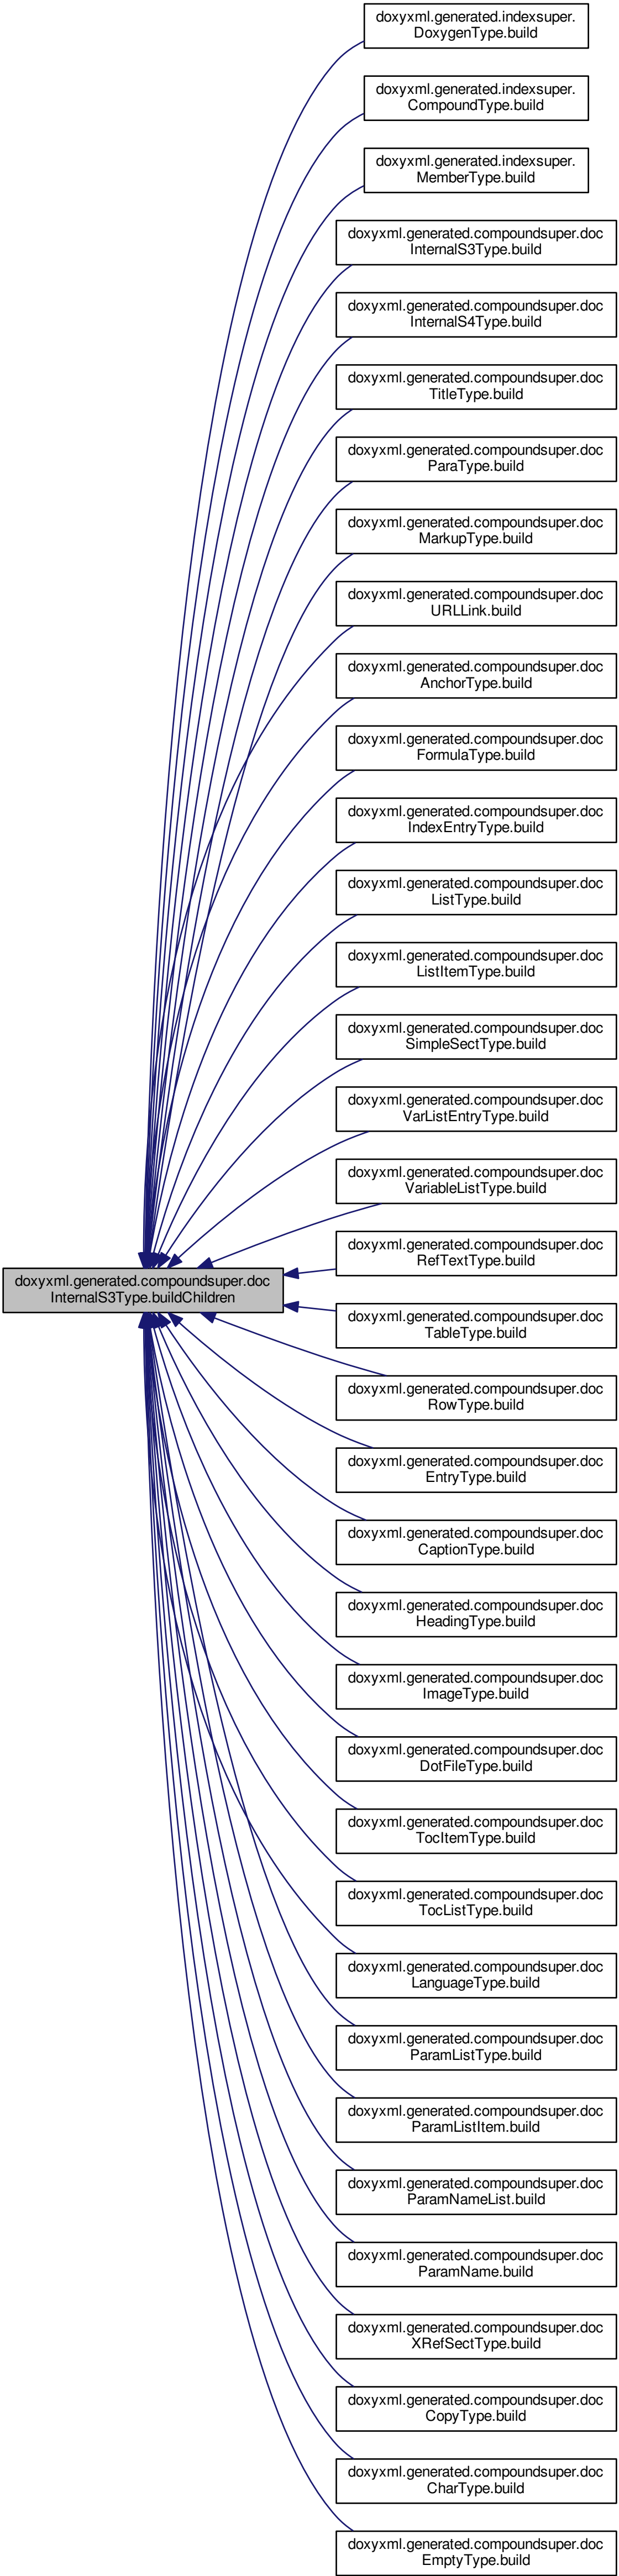 doxyxml.generated.indexsuper.
DoxygenType.build
doxyxml.generated.indexsuper.
CompoundType.build
doxyxml.generated.indexsuper.
MemberType.build
doxyxml.generated.compoundsuper.doc
InternalS3Type.build
doxyxml.generated.compoundsuper.doc
InternalS4Type.build
doxyxml.generated.compoundsuper.doc
TitleType.build
doxyxml.generated.compoundsuper.doc
ParaType.build
doxyxml.generated.compoundsuper.doc
MarkupType.build
doxyxml.generated.compoundsuper.doc
URLLink.build
doxyxml.generated.compoundsuper.doc
AnchorType.build
doxyxml.generated.compoundsuper.doc
FormulaType.build
doxyxml.generated.compoundsuper.doc
IndexEntryType.build
doxyxml.generated.compoundsuper.doc
ListType.build
doxyxml.generated.compoundsuper.doc
ListItemType.build
doxyxml.generated.compoundsuper.doc
SimpleSectType.build
doxyxml.generated.compoundsuper.doc
VarListEntryType.build
doxyxml.generated.compoundsuper.doc
VariableListType.build
doxyxml.generated.compoundsuper.doc
RefTextType.build
doxyxml.generated.compoundsuper.doc
InternalS3Type.buildChildren
doxyxml.generated.compoundsuper.doc
TableType.build
doxyxml.generated.compoundsuper.doc
RowType.build
doxyxml.generated.compoundsuper.doc
EntryType.build
doxyxml.generated.compoundsuper.doc
CaptionType.build
doxyxml.generated.compoundsuper.doc
HeadingType.build
doxyxml.generated.compoundsuper.doc
ImageType.build
doxyxml.generated.compoundsuper.doc
DotFileType.build
doxyxml.generated.compoundsuper.doc
TocItemType.build
doxyxml.generated.compoundsuper.doc
TocListType.build
doxyxml.generated.compoundsuper.doc
LanguageType.build
doxyxml.generated.compoundsuper.doc
ParamListType.build
doxyxml.generated.compoundsuper.doc
ParamListItem.build
doxyxml.generated.compoundsuper.doc
ParamNameList.build
doxyxml.generated.compoundsuper.doc
ParamName.build
doxyxml.generated.compoundsuper.doc
XRefSectType.build
doxyxml.generated.compoundsuper.doc
CopyType.build
doxyxml.generated.compoundsuper.doc
CharType.build
doxyxml.generated.compoundsuper.doc
EmptyType.build